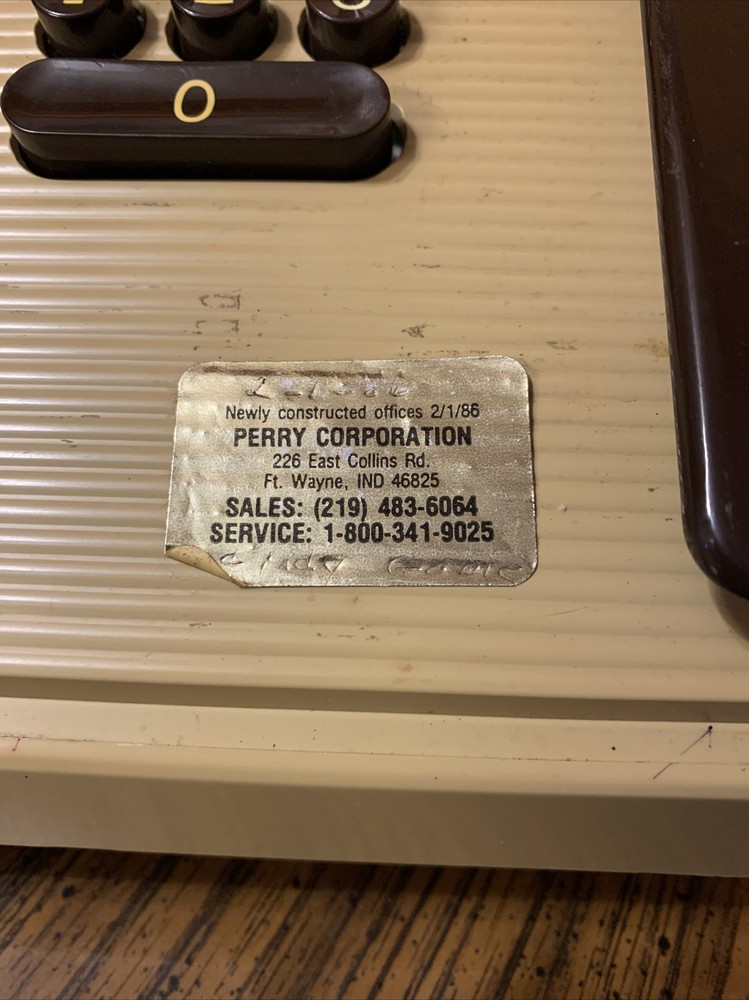 0
Newly constructed offices 2/1/86
PERRY CORPORATION
226 East Collins Rd.
Ft. Wayne, IND 46825
SALES: (219) 483-6064
SERVICE: 1-800-341-9025